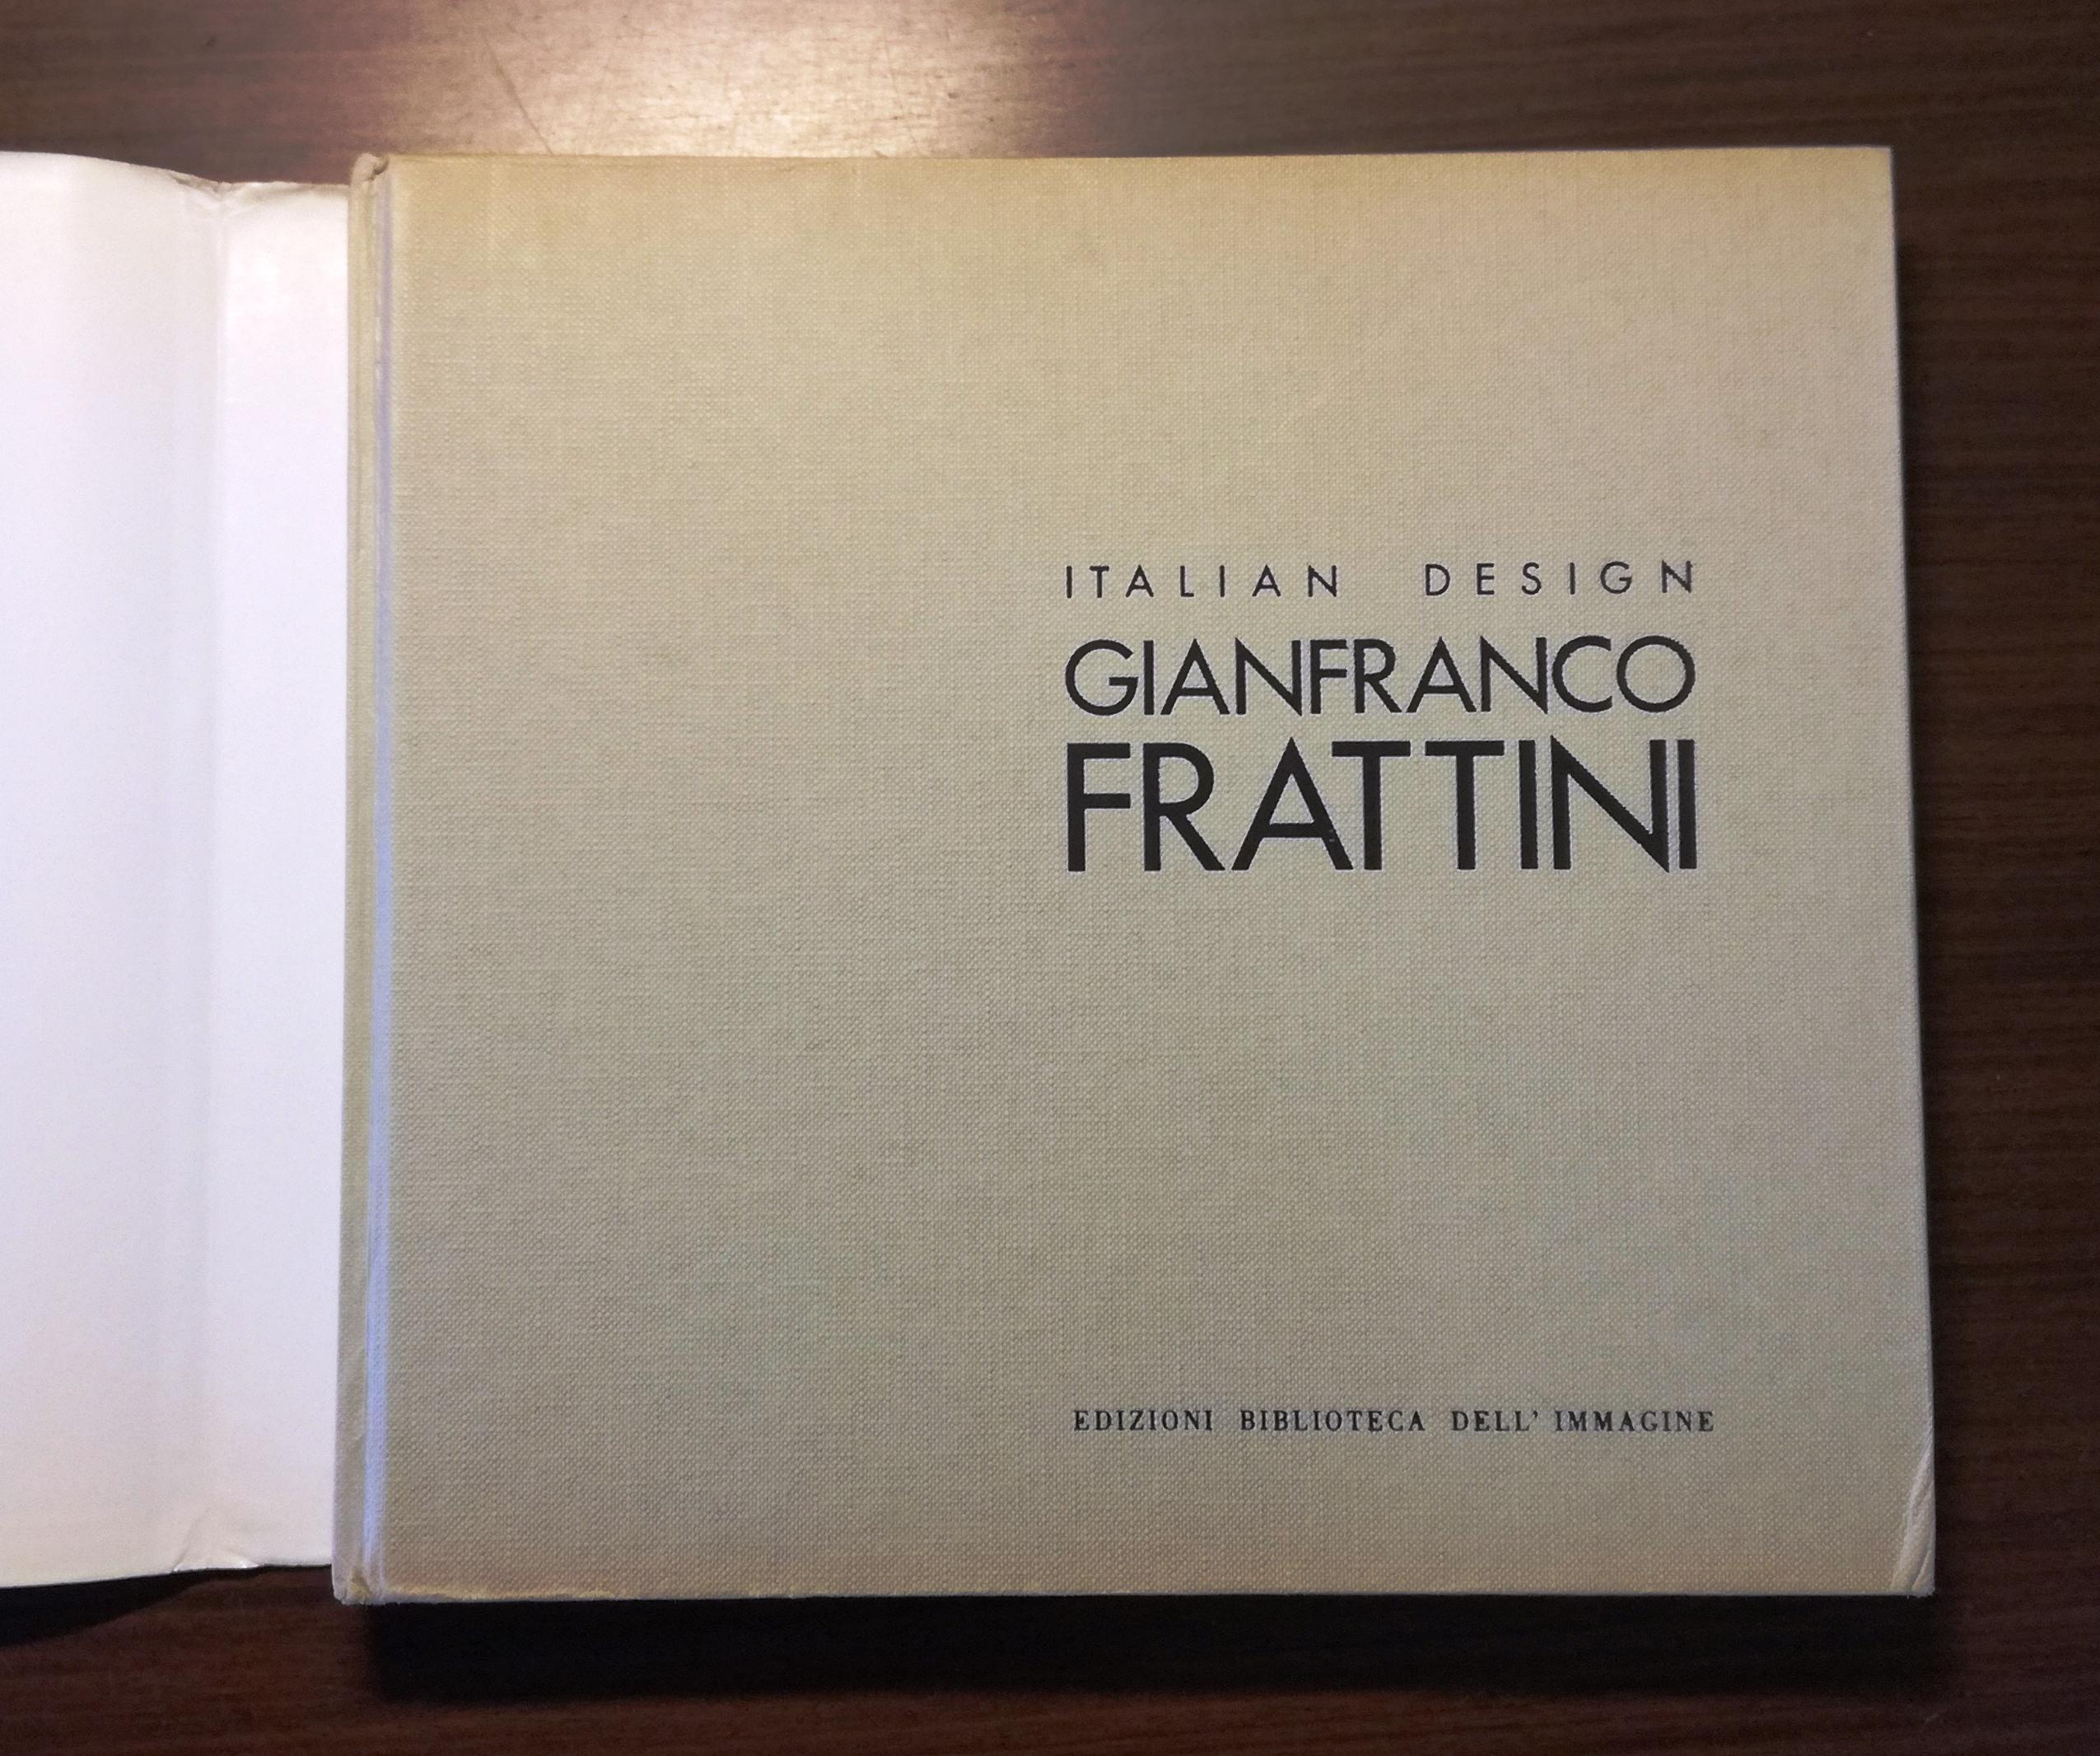 ITALIAN DESIGN
GIANFRANCO
FRATTINI
EDIZIONI BIBLIOTECA DELL' IMMAGINE